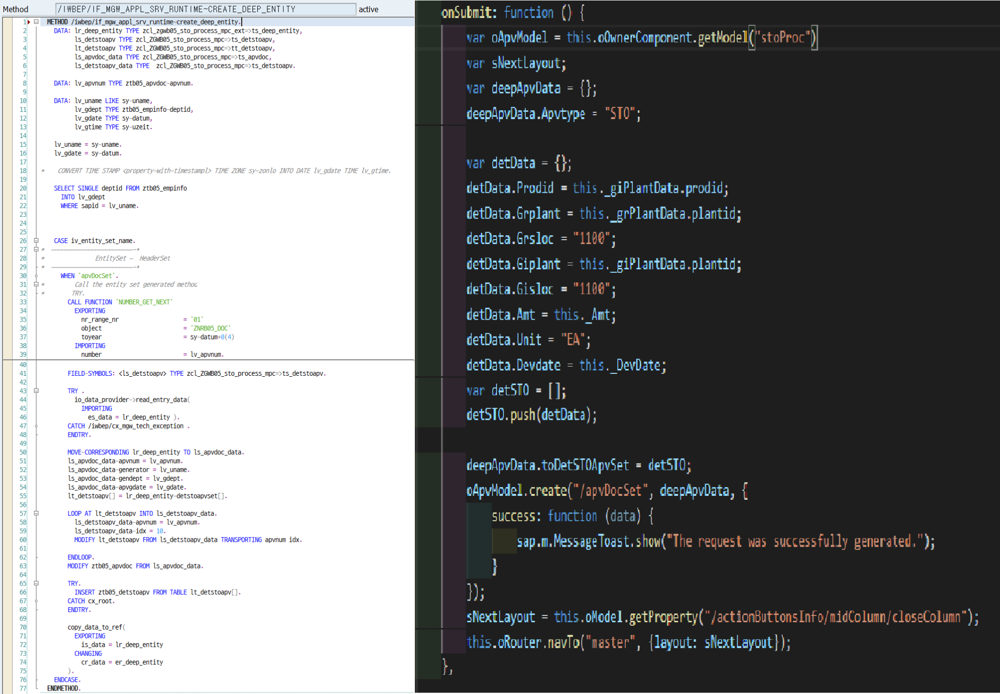 Method /IWBEP/IF_MGW_APPL_SRV_RUNTIME~CREATE_DEEP_ENTITY active
1 METHOD /iwbep/if_mgw_appl_srv_runtime~create_deep_entity.
2 DATA: lr_deep_entity TYPE zcl_zgwb05_sto_process_mpc_ext=>ts_deep_entity,
3 ls_detstoapv TYPE zcl_ZGWB05_sto_process_mpc=>ts_detstoapv,
4 lt_detstoapv TYPE zcl_ZGWB05_sto_process_mpc=>tt_detstoapv,
5 ls_apvdoc_data TYPE zcl_ZGWB05_sto_process_mpc=>ts_apvdoc,
6 ls_detstoapv_data TYPE  zcl_ZGWB05_sto_process_mpc=>ts_detstoapv.
7
8 DATA: lv_apvnum TYPE ztb05_apvdoc-apvnum.
9
10 DATA: lv_uname LIKE sy-uname,
11 lv_gdept TYPE ztb05_empinfo-deptid,
12 lv_gdate TYPE sy-datum,
13 lv_gtime TYPE sy-uzeit.
14
15 lv_uname = sy-uname.
16 lv_gdate = sy-datum.
17
18 * CONVERT TIME STAMP <property-with-timestampl> TIME ZONE sy-zonlo INTO DATE lv_gdate TIME lv_gtime.
19
20 SELECT SINGLE deptid FROM ztb05_empinfo
21 INTO lv_gdept
22 WHERE sapid = lv_uname.
23
24
25
26 CASE iv_entity_set_name.
27 * -------------------------*
28 * EntitySet – HeaderSet
29 * -------------------------*
30 WHEN 'apvDocSet'.
31 * Call the entity set generated method
32 * TRY.
33 CALL FUNCTION 'NUMBER_GET_NEXT'
34 EXPORTING
35 nr_range_nr = '01'
36 object = 'ZNRB05_DOC'
37 toyear = sy-datum+0(4)
38 IMPORTING
39 number = lv_apvnum.
40
41 FIELD-SYMBOLS: <ls_detstoapv> TYPE zcl_ZGWB05_sto_process_mpc=>ts_detstoapv.
42
43 TRY .
44 io_data_provider->read_entry_data(
45 IMPORTING
46 es_data = lr_deep_entity ).
47 CATCH /iwbep/cx_mgw_tech_exception .
48 ENDTRY.
49
50 MOVE-CORRESPONDING lr_deep_entity TO ls_apvdoc_data.
51 ls_apvdoc_data-apvnum = lv_apvnum.
52 ls_apvdoc_data-generator = lv_uname.
53 ls_apvdoc_data-gendept = lv_gdept.
54 ls_apvdoc_data-apvgdate = lv_gdate.
55 lt_detstoapv[] = lr_deep_entity-detstoapvset[].
56
57 LOOP AT lt_detstoapv INTO ls_detstoapv_data.
58 ls_detstoapv_data-apvnum = lv_apvnum.
59 ls_detstoapv_data-idx = 10.
60 MODIFY lt_detstoapv FROM ls_detstoapv_data TRANSPORTING apvnum idx.
61
62 ENDLOOP.
63 MODIFY ztb05_apvdoc FROM ls_apvdoc_data.
64
65 TRY.
66 INSERT ztb05_detstoapv FROM TABLE lt_detstoapv[].
67 CATCH cx_root.
68 ENDTRY.
69
70 copy_data_to_ref(
71 EXPORTING
72 is_data = lr_deep_entity
73 CHANGING
74 cr_data = er_deep_entity
75 ).
76 ENDCASE.
77 ENDMETHOD.
onSubmit: function () {
var oApvModel = this.oOwnerComponent.getModel("stoProc")
var sNextLayout;
var deepApvData = {};
deepApvData.Apvtype = "STO";
var detData = {};
detData.Prodid = this._giPlantData.prodid;
detData.Grplant = this._grPlantData.plantid;
detData.Grsloc = "1100";
detData.Giplant = this._giPlantData.plantid;
detData.Gisloc = "1100";
detData.Amt = this._Amt;
detData.Unit = "EA";
detData.Devdate = this._DevDate;
var detSTO = [];
detSTO.push(detData);
deepApvData.toDetSTOApvSet = detSTO;
oApvModel.create("/apvDocSet", deepApvData, {
success: function (data) {
sap.m.MessageToast.show("The request was successfully generated.");
}
});
sNextLayout = this.oModel.getProperty("/actionButtonsInfo/midColumn/closeColumn");
this.oRouter.navTo("master", {layout: sNextLayout});
},